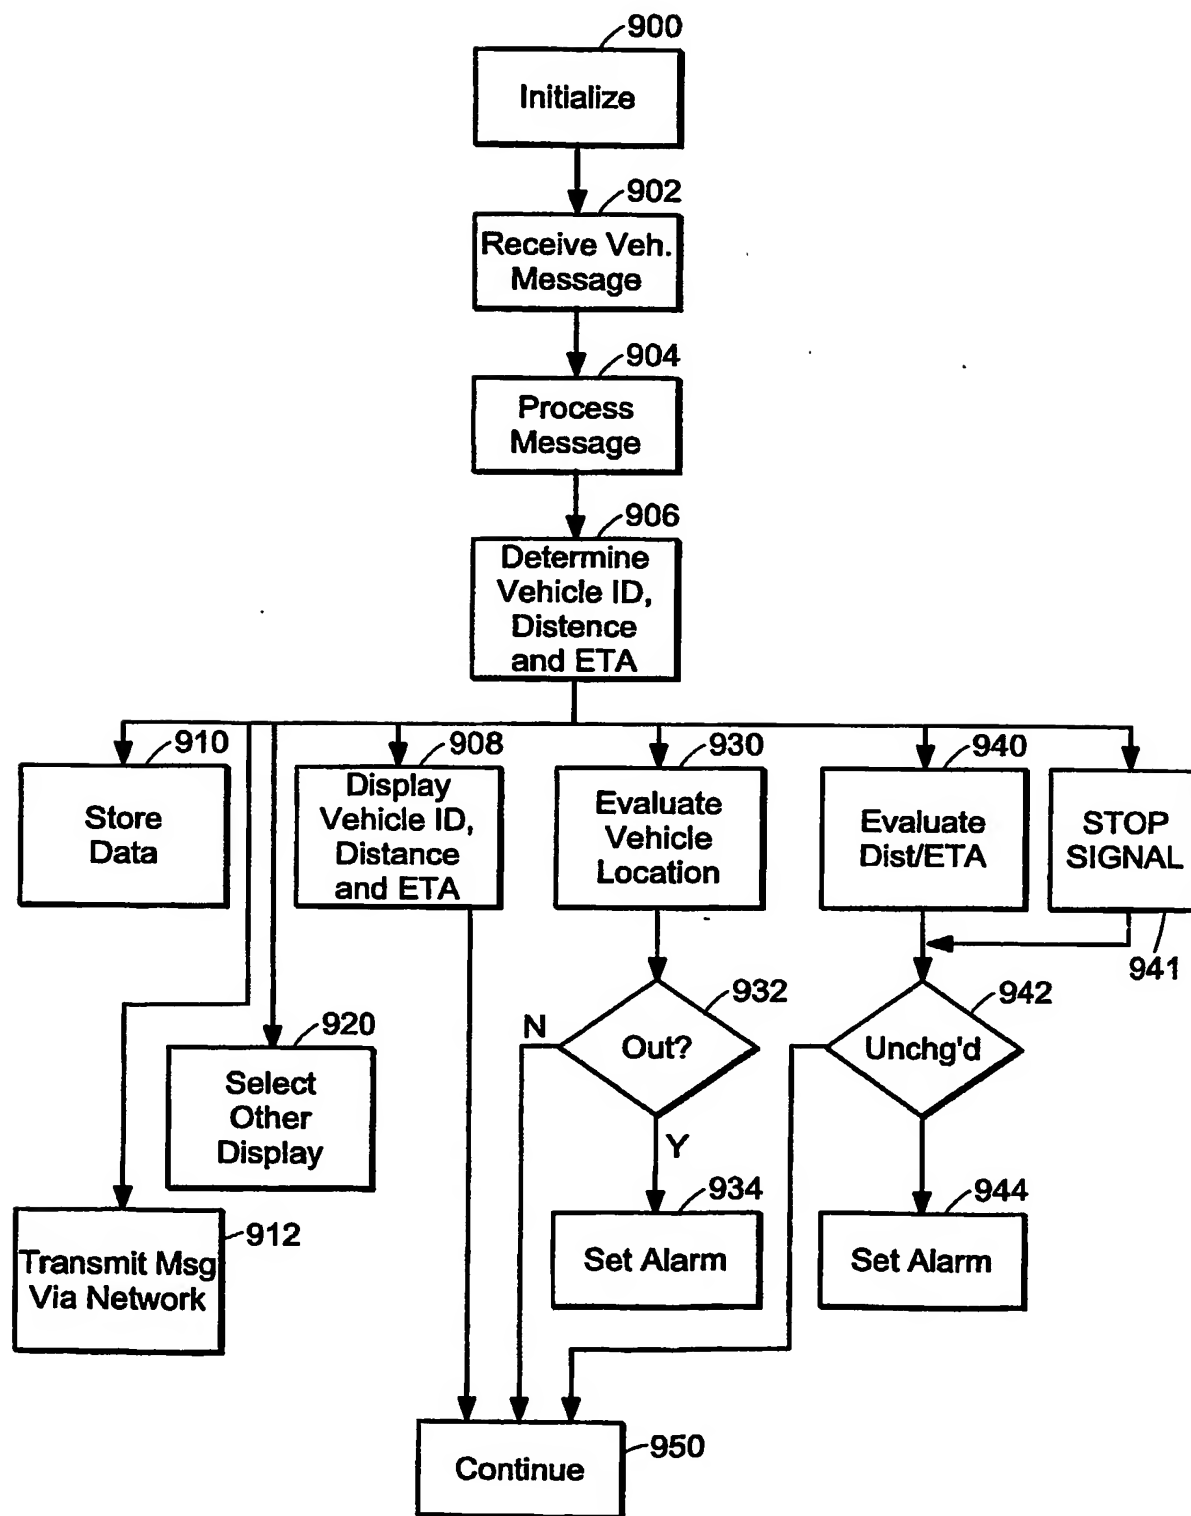 900
Initialize
902
Receive Veh.
Message
904
Process
Message
906
Determine
Vehicle ID,
Distence
and ETA
910
Store
Data
908
Display
Vehicle ID,
Distance
and ETA
930
Evaluate
Vehicle
Location
940
Evaluate
Dist/ETA
STOP
SIGNAL
941
920
Select
Other
Display
N
932
Out?
Y
942
Unchg'd
912
Transmit Msg
Via Network
934
Set Alarm
944
Set Alarm
950
Continue